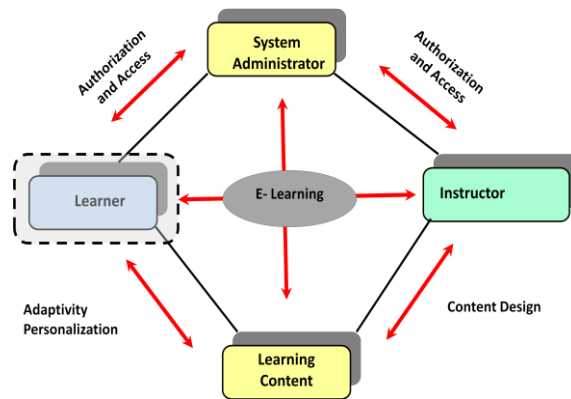 System
Administrator
Authorization
and Access
Authorization
and Access
Learner
E- Learning
Instructor
Adaptivity
Personalization
Content Design
Learning
Content